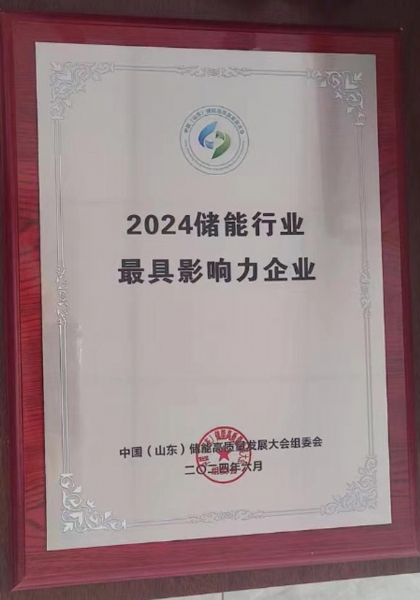 2024储能行业
最具影响力企业
中国（山东）储能高质量发展大会组委会
二〇二四年六月